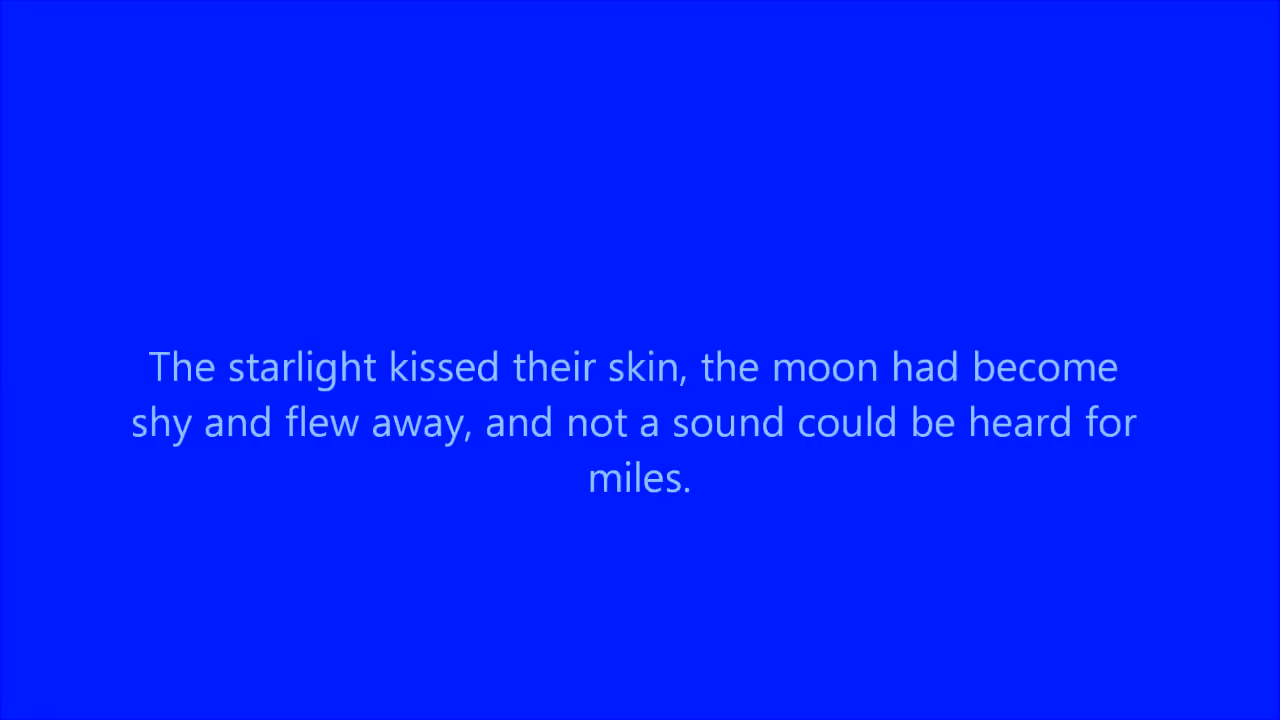 The starlight kissed their skin, the moon had become
shy and flew away, and not a sound could be heard for
miles.